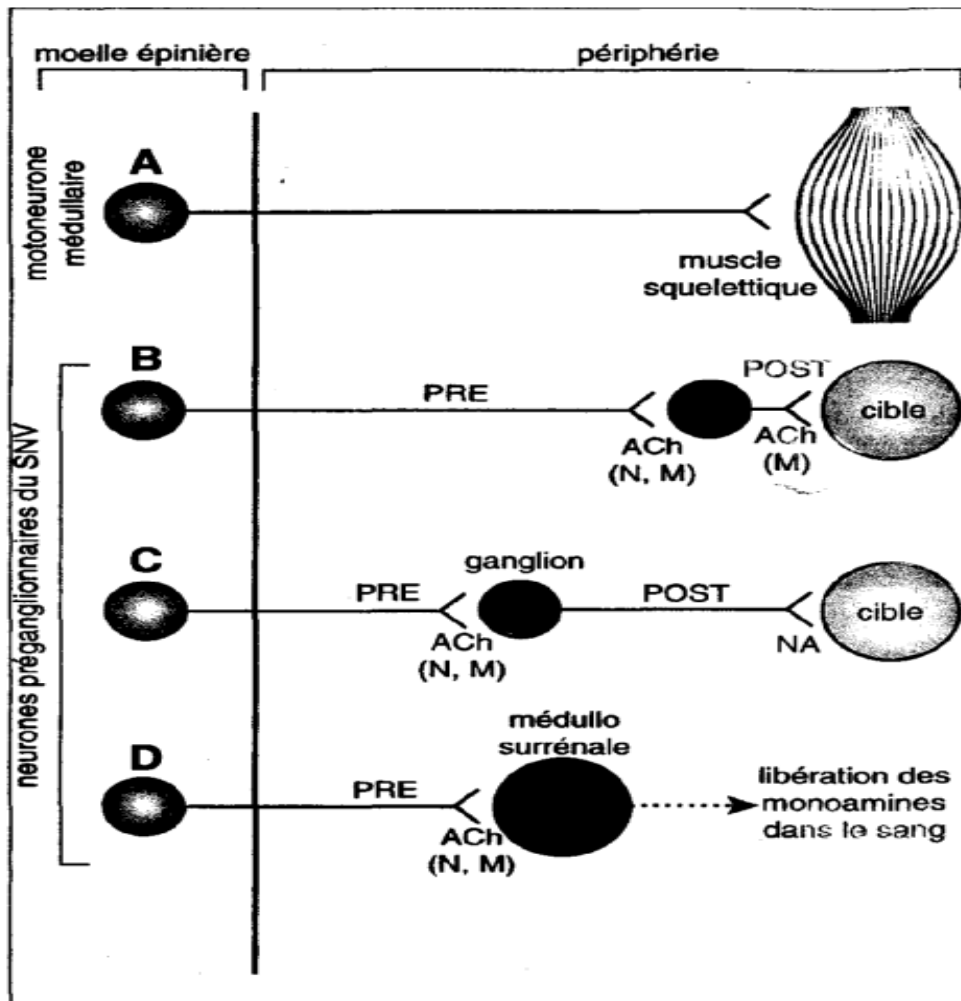 moelle épinière
périphérie
motoneurone
médullaire
A
muscle
squelettique
neurones préganglionnaires du SNV
B
PRE
POST
ACh
(N, M)
ACh
(M)
cible
C
PRE
ganglion
POST
ACh
(N, M)
NA
cible
D
PRE
médullo
surrénale
ACh
(N, M)
libération des
monoamines
dans le sang